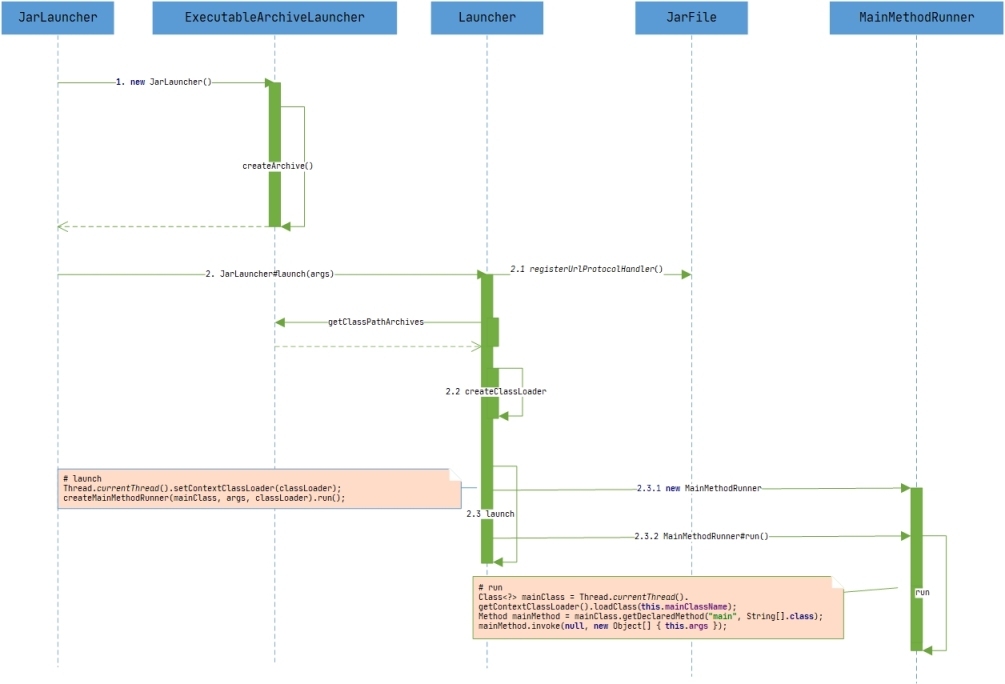 JarLauncher
ExecutableArchiveLauncher
Launcher
JarFile
MainMethodRunner
1. new JarLauncher()
createArchive()
2. JarLauncher#launch(args)
2.1 registerUrlProtocolHandler()
getClassPathArchives
2.2 createClassLoader
# launch
Thread.currentThread().setContextClassLoader(classLoader);
createMainMethodRunner(mainClass, args, classLoader).run();
2.3.1 new MainMethodRunner
2.3 launch
2.3.2 MainMethodRunner#run()
# run
Class<?> mainClass = Thread.currentThread().
getContextClassLoader().loadClass(this.mainClassName);
Method mainMethod = mainClass.getDeclaredMethod("main", String[].class);
mainMethod.invoke(null, new Object[] { this.args });
run